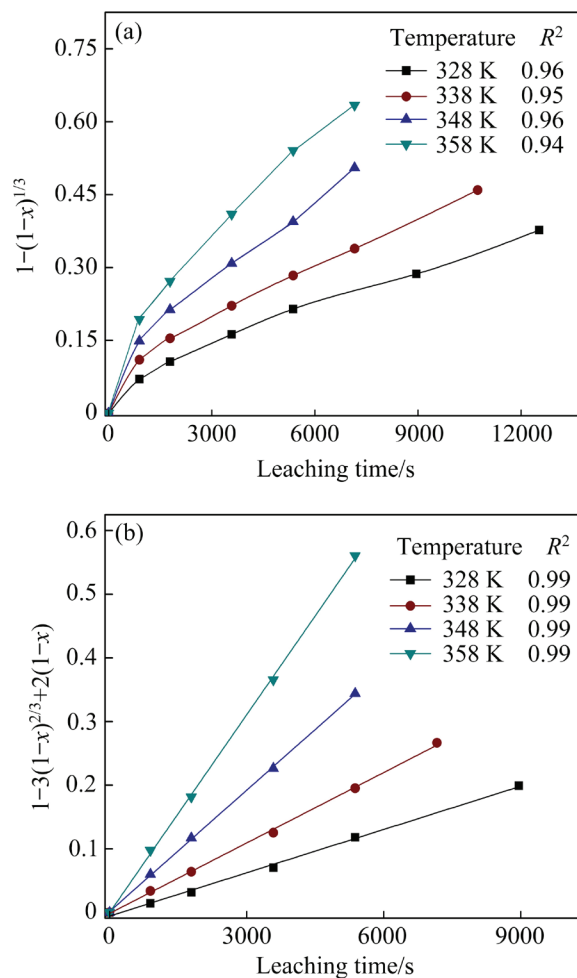 (a)
Temperature R²
328 K 0.96
338 K 0.95
348 K 0.96
358 K 0.94
0.75
0.60
0.45
0.30
0.15
0
1−(1−x)^{1/3}
0 3000 6000 9000 12000
Leaching time/s
(b)
Temperature R²
328 K 0.99
338 K 0.99
348 K 0.99
358 K 0.99
0.6
0.5
0.4
0.3
0.2
0.1
0
1−3(1−x)^{2/3}+2(1−x)
0 3000 6000 9000
Leaching time/s